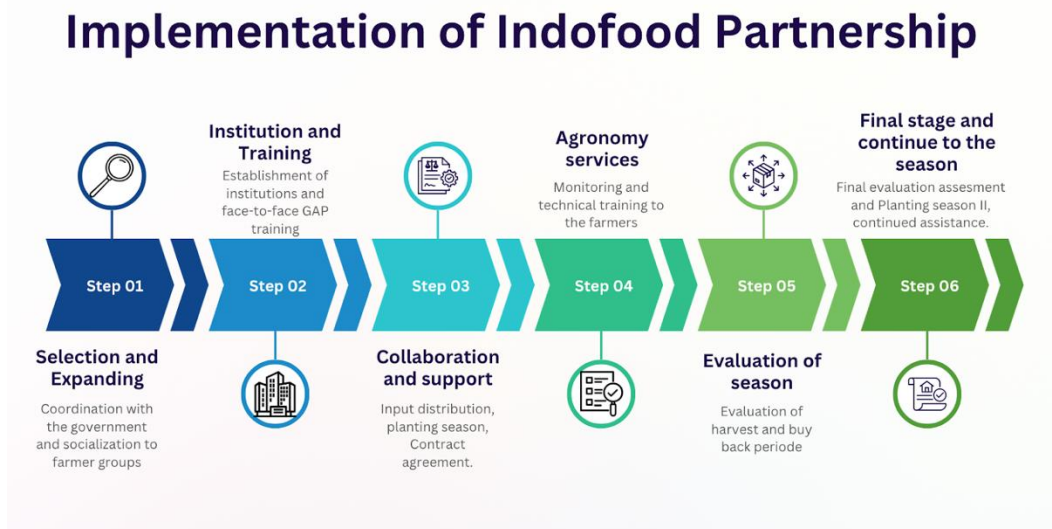 Implementation of Indofood Partnership
Step 01
Selection and
Expanding
Coordination with
the government
and socialization to
farmer groups
Institution and
Training
Establishment of
institutions and
face-to-face GAP
training
Step 02
Step 03
Collaboration
and support
Input distribution,
planting season,
Contract
agreement.
Agronomy
services
Monitoring and
technical training to
the farmers
Step 04
Step 05
Evaluation of
season
Evaluation of
harvest and buy
back periode
Final stage and
continue to the
season
Final evaluation assesment
and Planting season II,
continued assistance.
Step 06